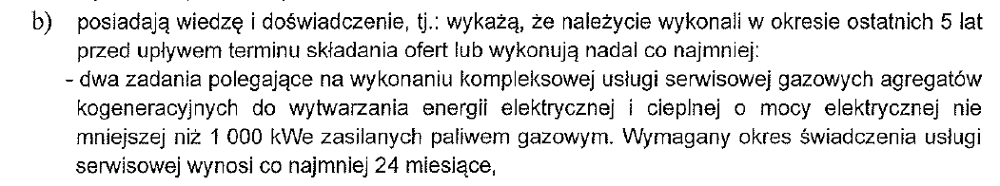 b) posiadają wiedzę i doświadczenie, tj.: wykażą, że należycie wykonali w okresie ostatnich 5 lat
przed upływem terminu składania ofert lub wykonują nadal co najmniej:
- dwa zadania polegające na wykonaniu kompleksowej usługi serwisowej gazowych agregatów
kogeneracyjnych do wytwarzania energii elektrycznej i cieplnej o mocy elektrycznej nie
mniejszej niż 1 000 kWe zasilanych paliwem gazowym. Wymagany okres świadczenia usługi
serwisowej wynosi co najmniej 24 miesiące,